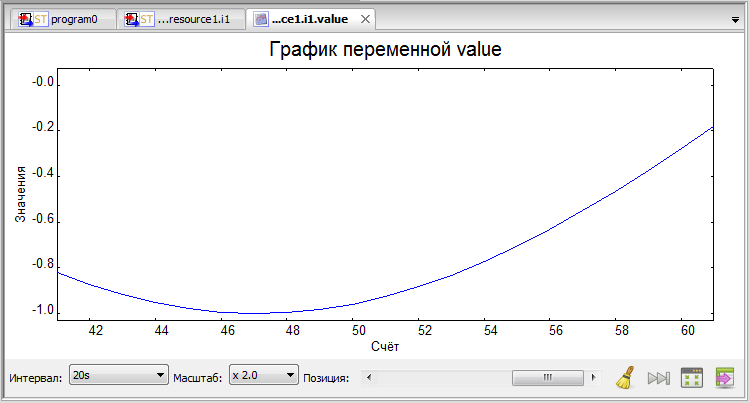 ST program0
ST ...resource1.i1
...ce1.i1.value
График переменной value
-0.0
-0.2
-0.4
-0.6
-0.8
-1.0
Значения
42 44 46 48 50 52 54 56 58 60
Счёт
Интервал: 20s Масштаб: x 2.0 Позиция: